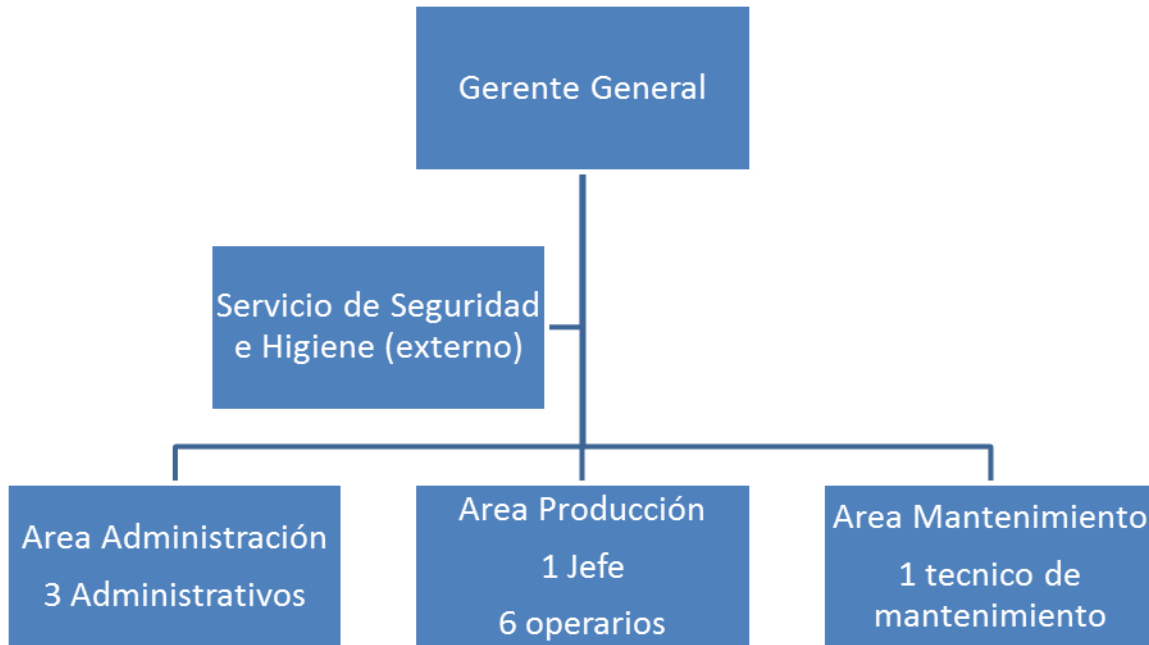 Gerente General
Servicio de Seguridad
e Higiene (externo)
Area Administración
3 Administrativos
Area Producción
1 Jefe
6 operarios
Area Mantenimiento
1 tecnico de
mantenimiento